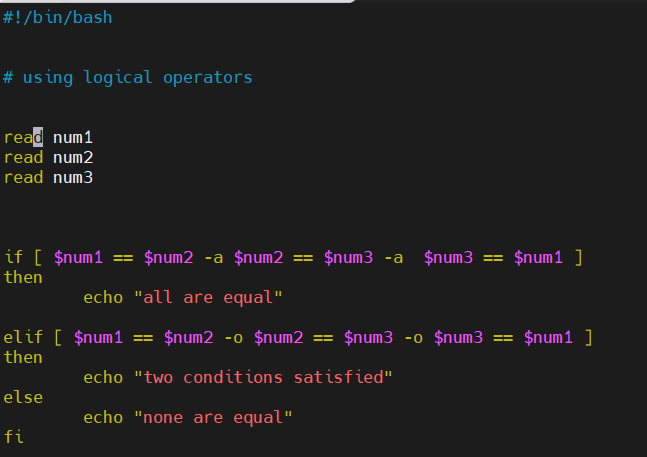 #!/bin/bash
# using logical operators
read num1
read num2
read num3
if [ $num1 == $num2 -a $num2 == $num3 -a  $num3 == $num1 ]
then
        echo "all are equal"
elif [ $num1 == $num2 -o $num2 == $num3 -o $num3 == $num1 ]
then
        echo "two conditions satisfied"
else
        echo "none are equal"
fi